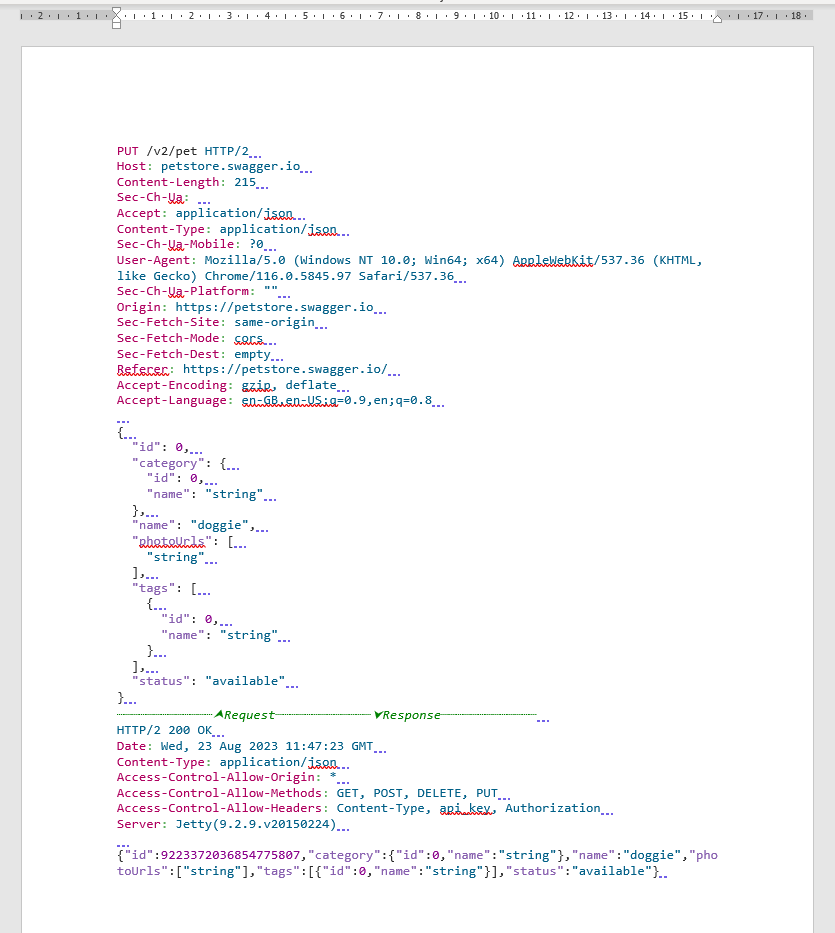 2 1 1 2 3 4 5 6 7 8 9 10 11 12 13 14 15 17 18
PUT /v2/pet HTTP/2
Host: petstore.swagger.io
Content-Length: 215
Sec-Ch-Ua:
Accept: application/json
Content-Type: application/json
Sec-Ch-Ua-Mobile: ?0
User-Agent: Mozilla/5.0 (Windows NT 10.0; Win64; x64) AppleWebKit/537.36 (KHTML,
like Gecko) Chrome/116.0.5845.97 Safari/537.36
Sec-Ch-Ua-Platform: ""
Origin: https://petstore.swagger.io
Sec-Fetch-Site: same-origin
Sec-Fetch-Mode: cors
Sec-Fetch-Dest: empty
Referer: https://petstore.swagger.io/
Accept-Encoding: gzip, deflate
Accept-Language: en-GB,en-US;q=0.9,en;q=0.8
{
  "id": 0,
  "category": {
    "id": 0,
    "name": "string"
  },
  "name": "doggie",
  "photoUrls": [
    "string"
  ],
  "tags": [
    {
      "id": 0,
      "name": "string"
    }
  ],
  "status": "available"
}
⮝Request ⮟Response
HTTP/2 200 OK
Date: Wed, 23 Aug 2023 11:47:23 GMT
Content-Type: application/json
Access-Control-Allow-Origin: *
Access-Control-Allow-Methods: GET, POST, DELETE, PUT
Access-Control-Allow-Headers: Content-Type, api_key, Authorization
Server: Jetty(9.2.9.v20150224)
{"id":9223372036854775807,"category":{"id":0,"name":"string"},"name":"doggie","pho
toUrls":["string"],"tags":[{"id":0,"name":"string"}],"status":"available"}